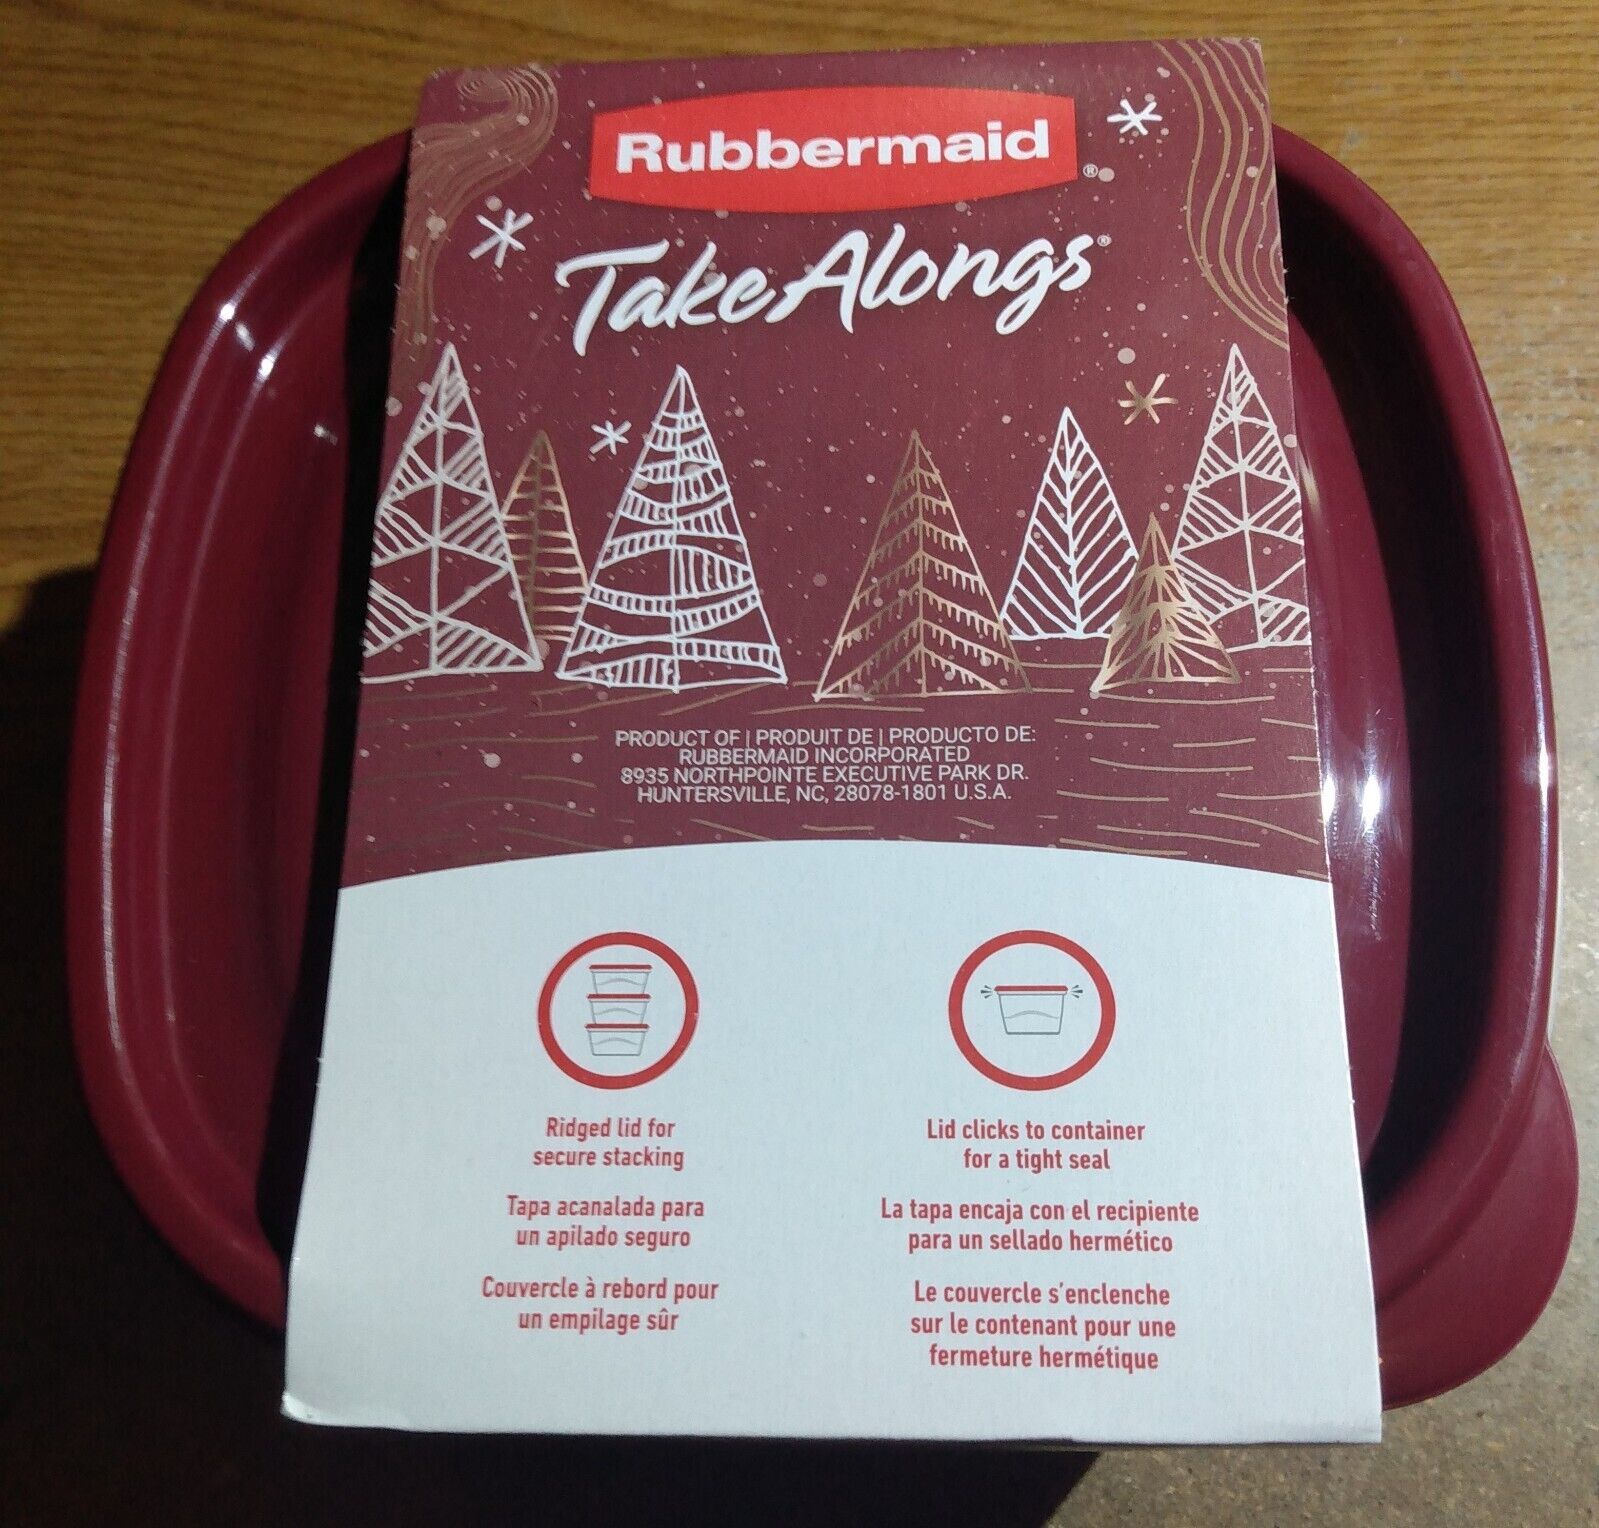 Rubbermaid®
TakeAlongs®
PRODUCT OF | PRODUIT DE | PRODUCTO DE:
RUBBERMAID INCORPORATED
8935 NORTHPOINTE EXECUTIVE PARK DR.
HUNTERSVILLE, NC, 28078-1801 U.S.A.
Ridged lid for
secure stacking
Tapa acanalada para
un apilado seguro
Couvercle à rebord pour
un empilage sûr
Lid clicks to container
for a tight seal
La tapa encaja con el recipiente
para un sellado hermético
Le couvercle s'enclenche
sur le contenant pour une
fermeture hermétique